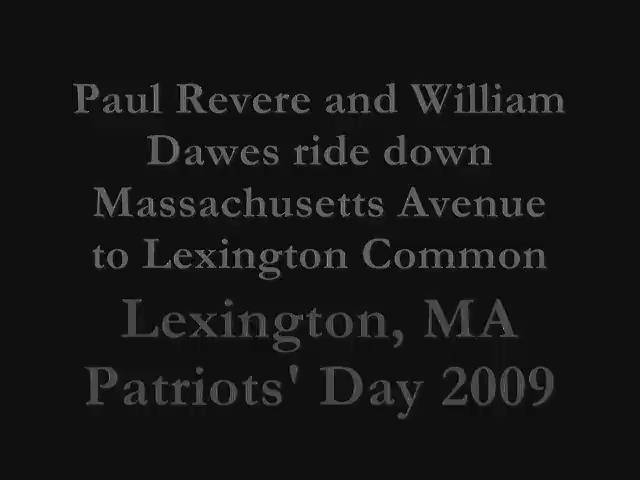 Paul Revere and William
Dawes ride down
Massachusetts Avenue
to Lexington Common
Lexington, MA
Patriots' Day 2009